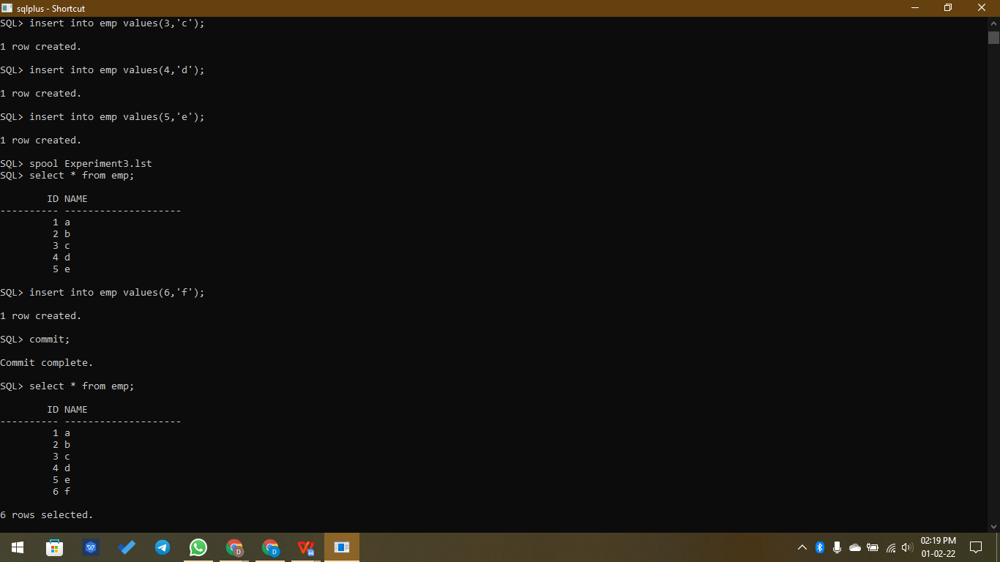 sqlplus - Shortcut
SQL> insert into emp values(3,'c');
1 row created.
SQL> insert into emp values(4,'d');
1 row created.
SQL> insert into emp values(5,'e');
1 row created.
SQL> spool Experiment3.lst
SQL> select * from emp;
ID NAME
---------- --------------------
1 a
2 b
3 c
4 d
5 e
SQL> insert into emp values(6,'f');
1 row created.
SQL> commit;
Commit complete.
SQL> select * from emp;
ID NAME
---------- --------------------
1 a
2 b
3 c
4 d
5 e
6 f
6 rows selected.
D
D
02:19 PM
01-02-22